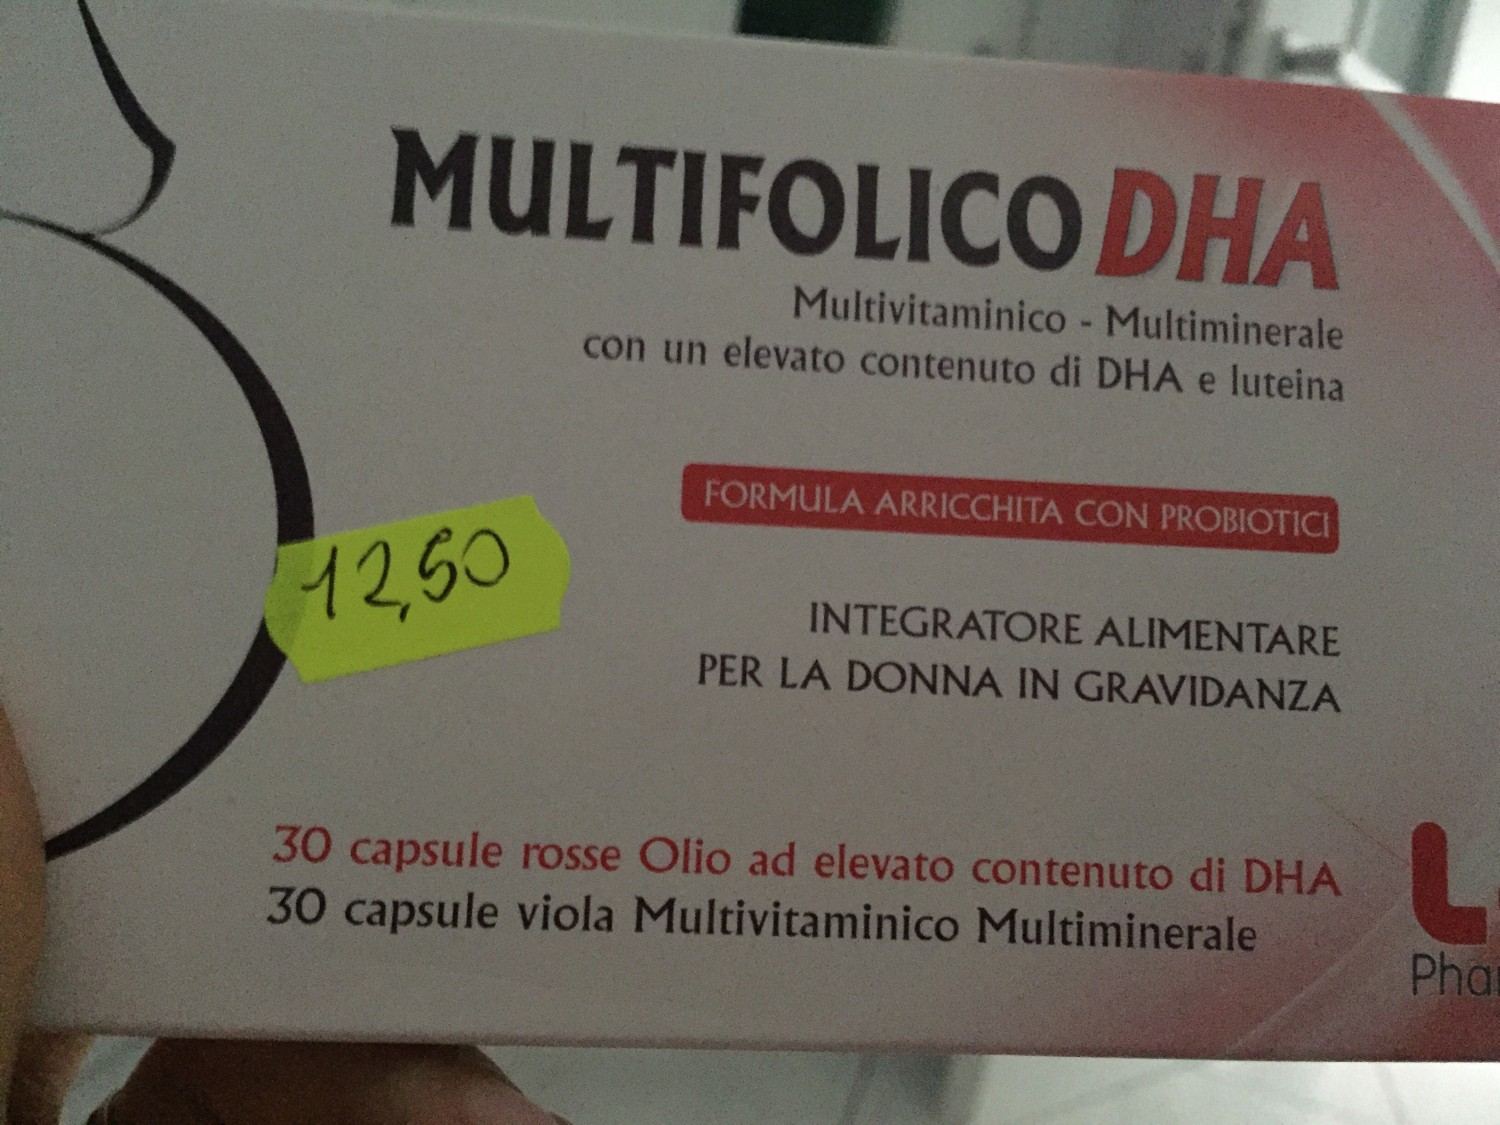 MULTIFOLICO DHA
Multivitaminico - Multiminerale
con un elevato contenuto di DHA e luteina
FORMULA ARRICCHITA CON PROBIOTICI
12,50
INTEGRATORE ALIMENTARE
PER LA DONNA IN GRAVIDANZA
30 capsule rosse Olio ad elevato contenuto di DHA
30 capsule viola Multivitaminico Multiminerale